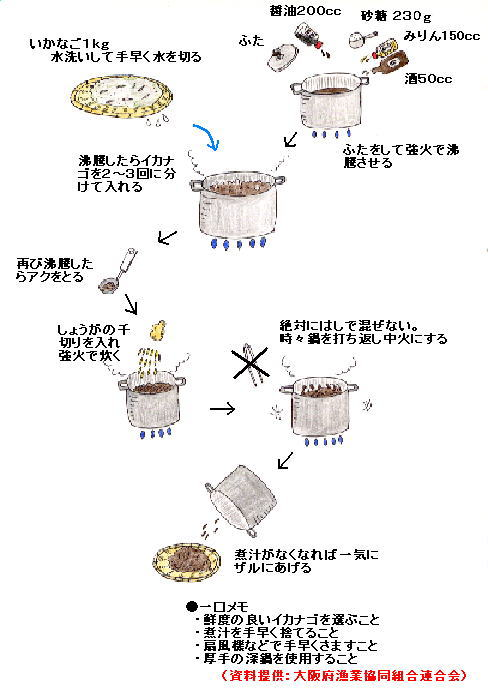 いかなご1kg
水洗いして手早く水を切る
醤油200cc
砂糖 230g
ふた
みりん150cc
酒50cc
ふたをして強火で沸
騰させる
沸騰したらイカナ
ゴを2~3回に分
けて入れる
再び沸騰した
らアクをとる
しょうがの千
切りを入れ
強火で炊く
絶対にはしで混ぜない。
時々鍋を打ち返し中火にする
煮汁がなくなれば一気に
ザルにあげる
●一口メモ
・鮮度の良いイカナゴを選ぶこと
・煮汁を手早く捨てること
・扇風機などで手早くさますこと
・厚手の深鍋を使用すること
(資料提供:大阪府漁業協同組合連合会)